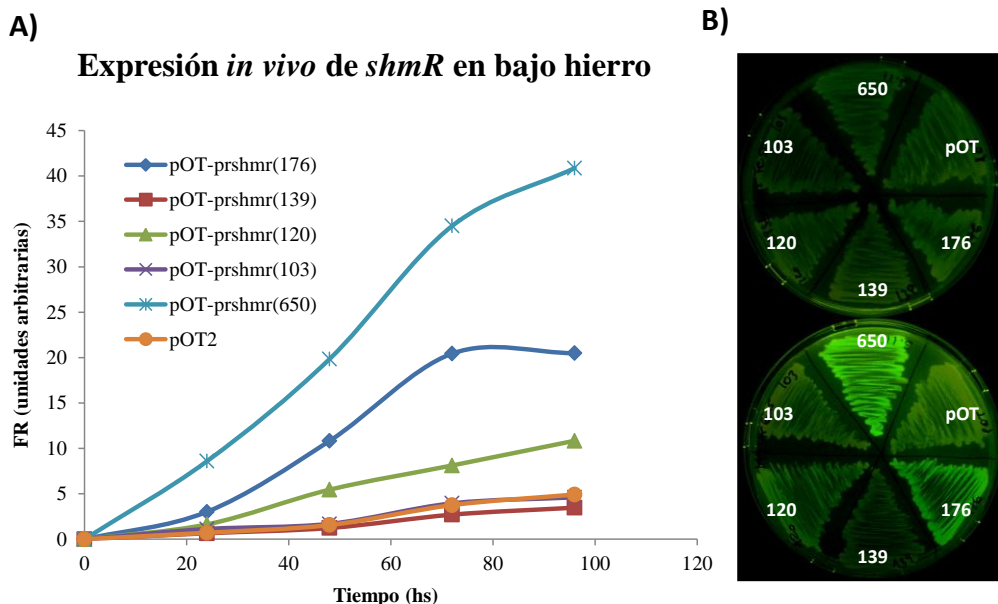 A)
Expresión in vivo de shmR en bajo hierro
FR (unidades arbitrarias)
45
40
35
30
25
20
15
10
5
0
pOT-prshmr(176)
pOT-prshmr(139)
pOT-prshmr(120)
pOT-prshmr(103)
pOT-prshmr(650)
pOT2
0
20
40
60
80
100
120
Tiempo (hs)
B)
650
103
pOT
120
176
139
650
103
pOT
120
176
139